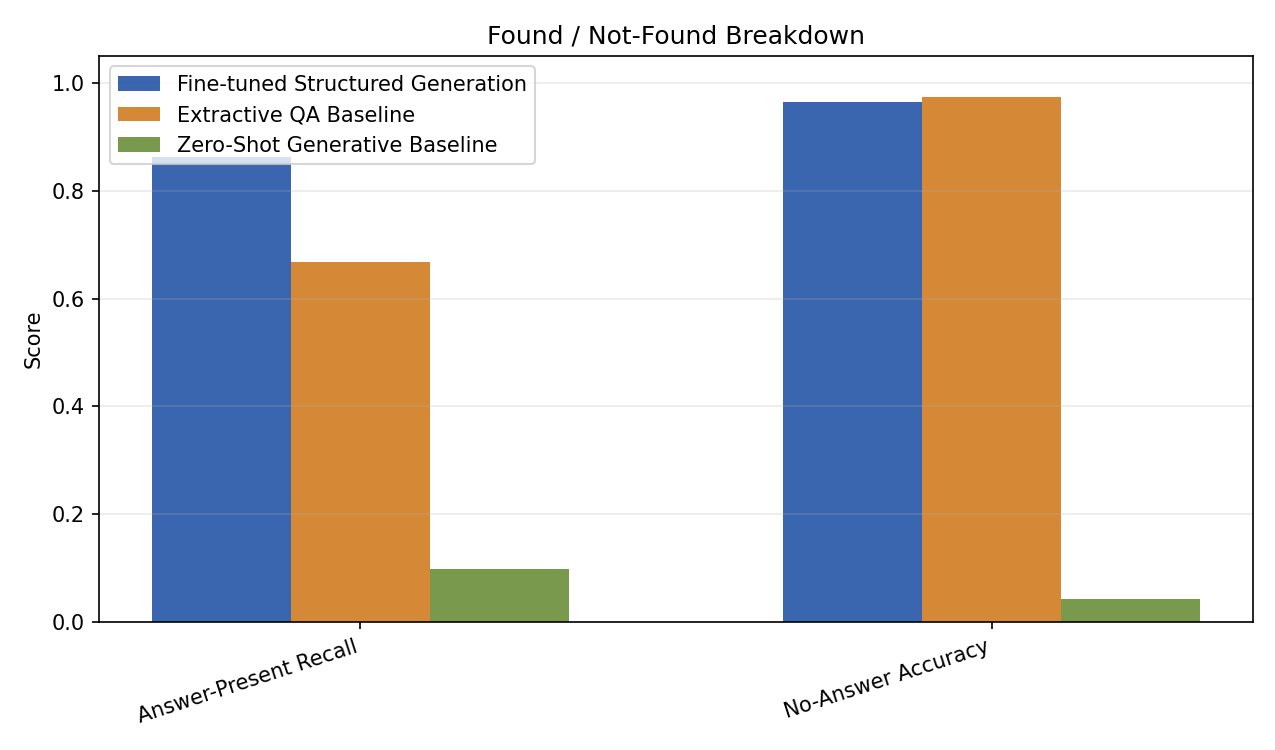 Found / Not-Found Breakdown
Fine-tuned Structured Generation
Extractive QA Baseline
Zero-Shot Generative Baseline
1.0
0.8
0.6
0.4
0.2
0.0
Score
Answer-Present Recall
No-Answer Accuracy